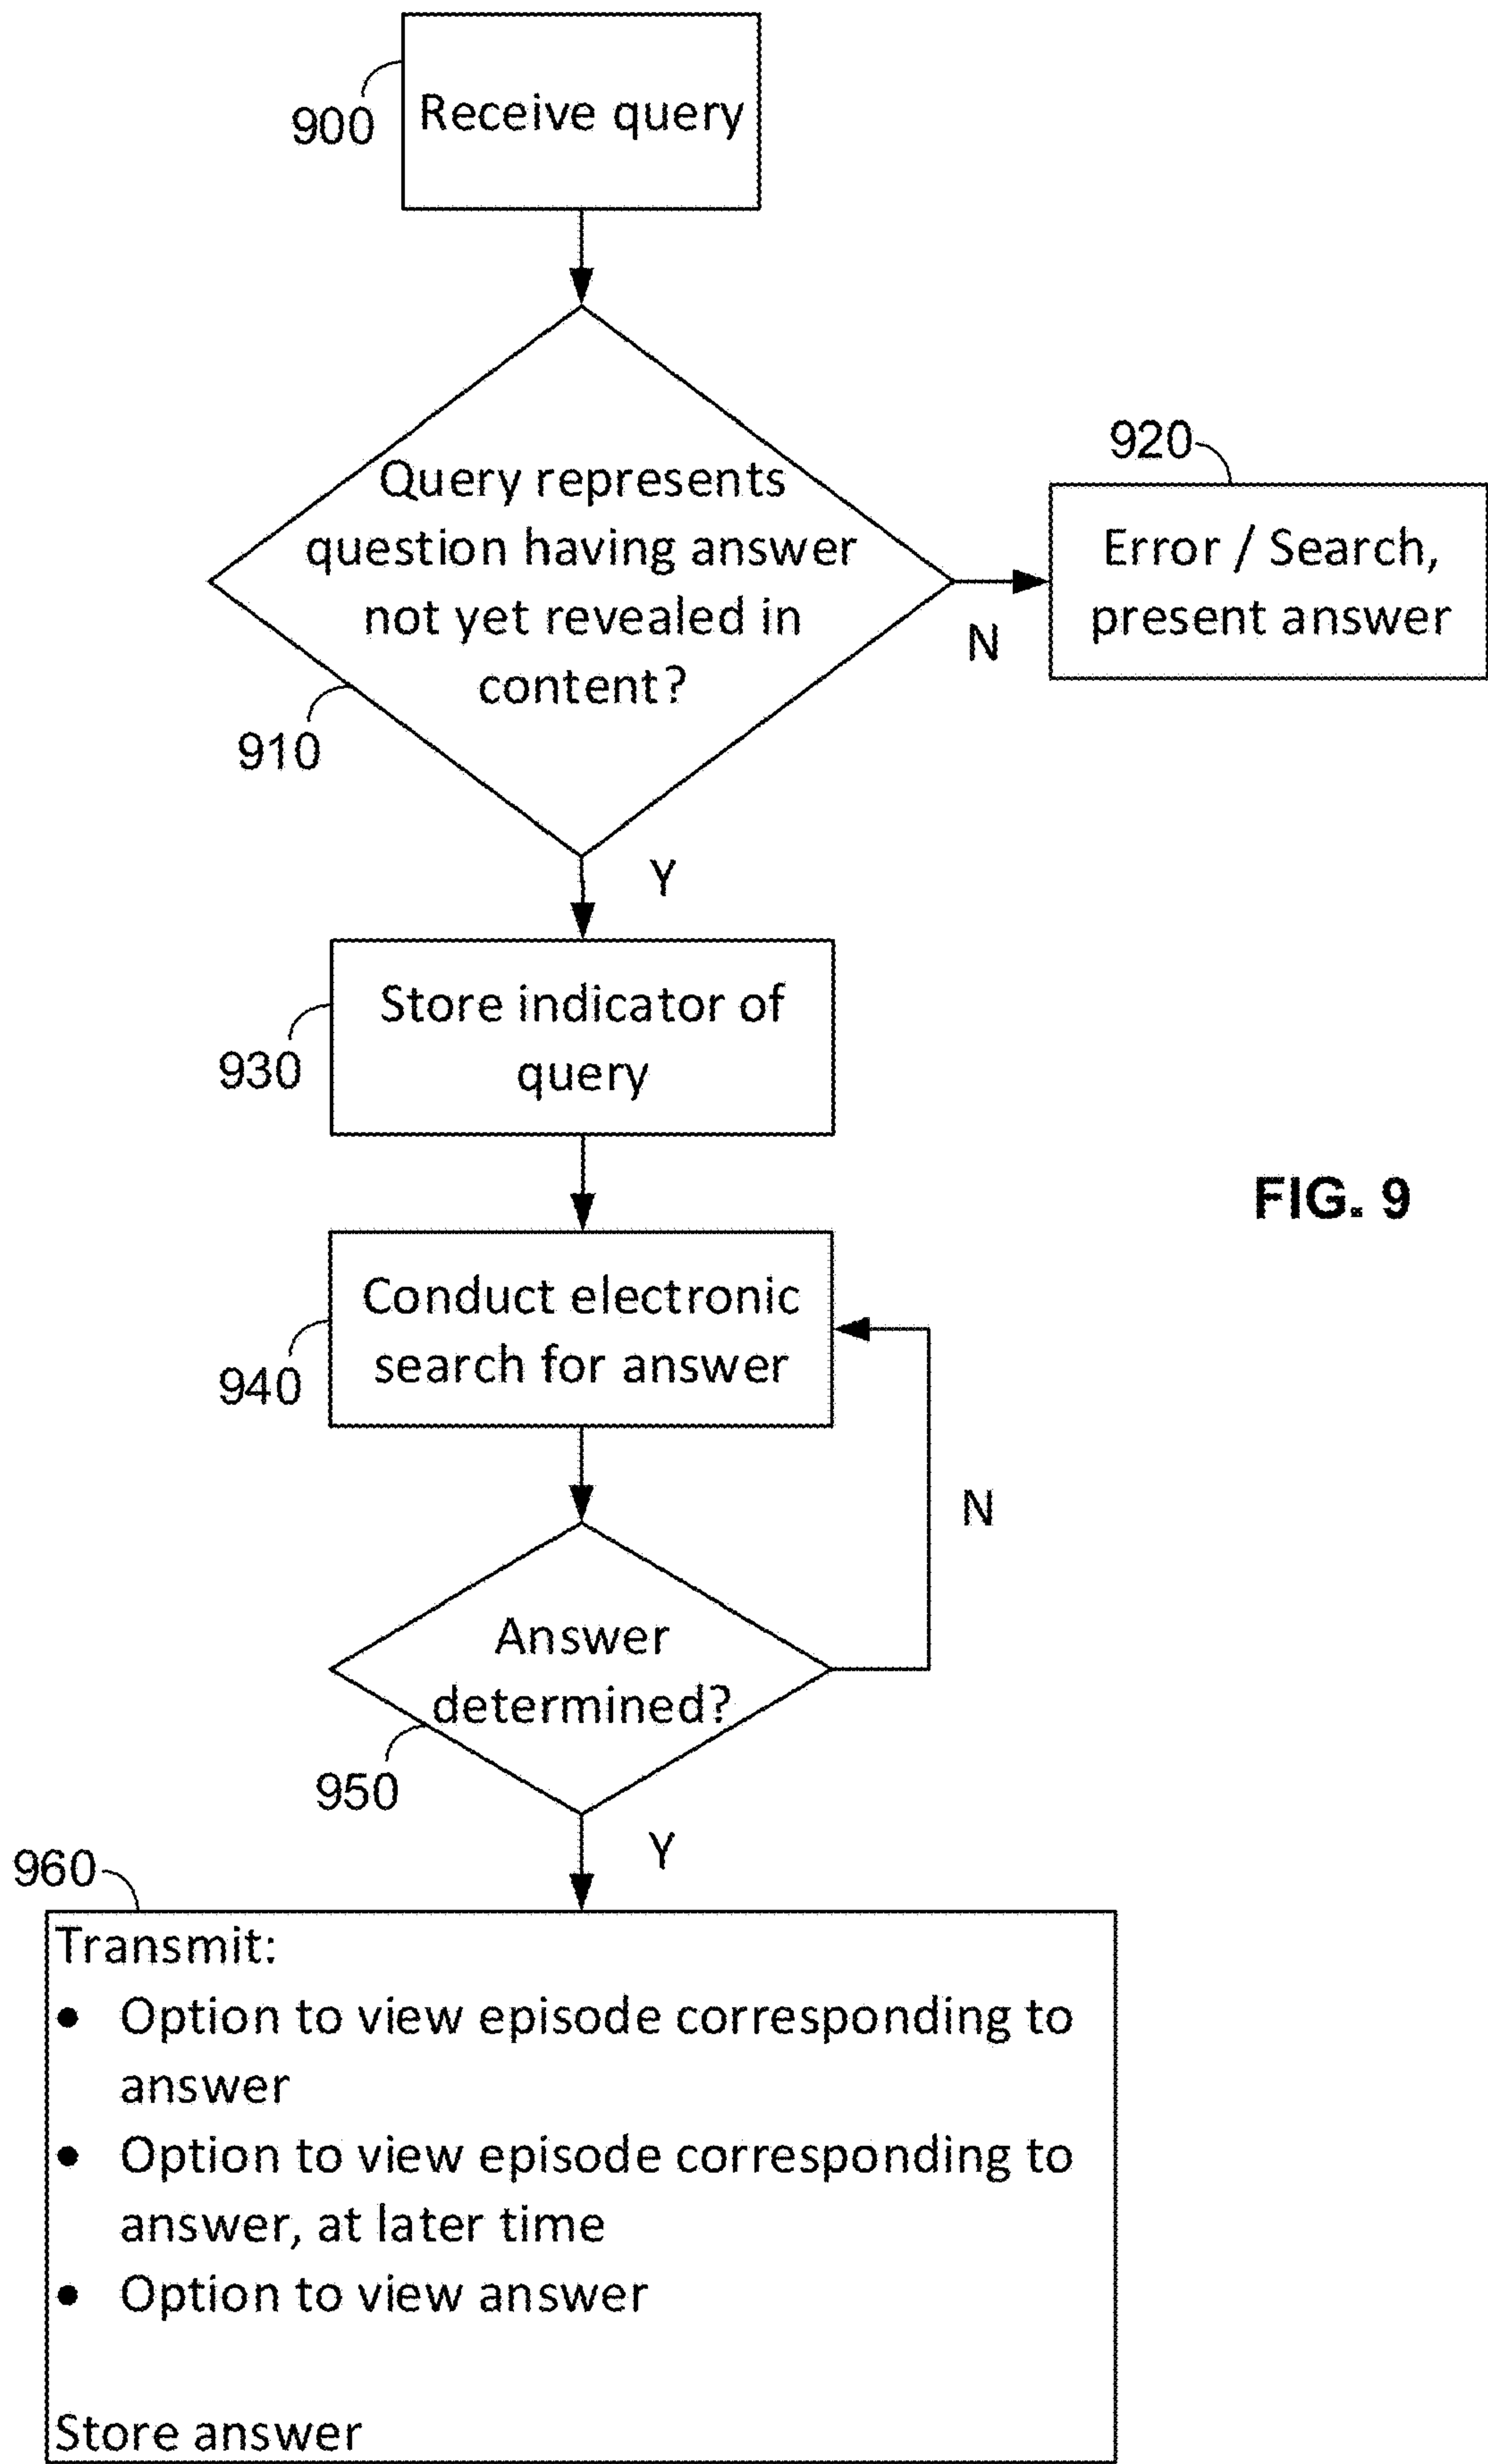 900
Receive query
Query represents
question having answer
not yet revealed in
content?
910
N
920
Error / Search,
present answer
Y
Store indicator of
query
930
FIG. 9
Conduct electronic
search for answer
940
N
Answer
determined?
950
Y
960
Transmit:
• Option to view episode corresponding to
answer
• Option to view episode corresponding to
answer, at later time
• Option to view answer
Store answer